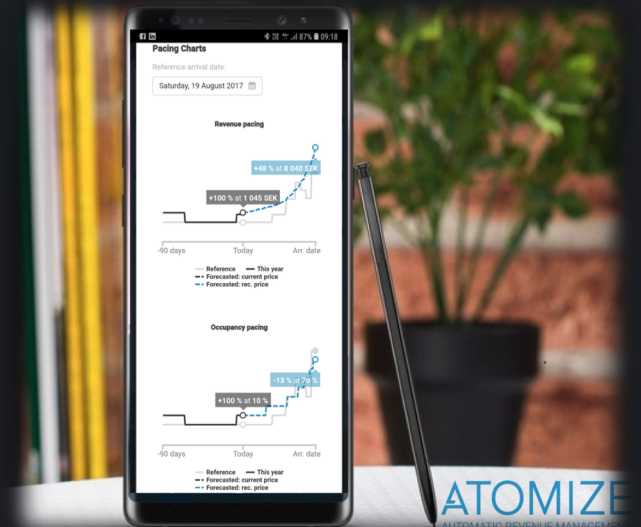 87% 09:18
Pacing Charts
Reference arrival date:
Saturday, 19 August 2017
Revenue pacing
+48 % at 8 040 SEK
+100 % at 1 045 SEK
-90 days Today Arr. date
Reference This year
Forecasted: current price
Forecasted: rec. price
Occupancy pacing
-13 % at %
+100 % at 10 %
-90 days Today Arr. date
Reference This year
Forecasted: current price
Forecasted: rec. price
ATOMIZE
AUTOMATIC REVENUE